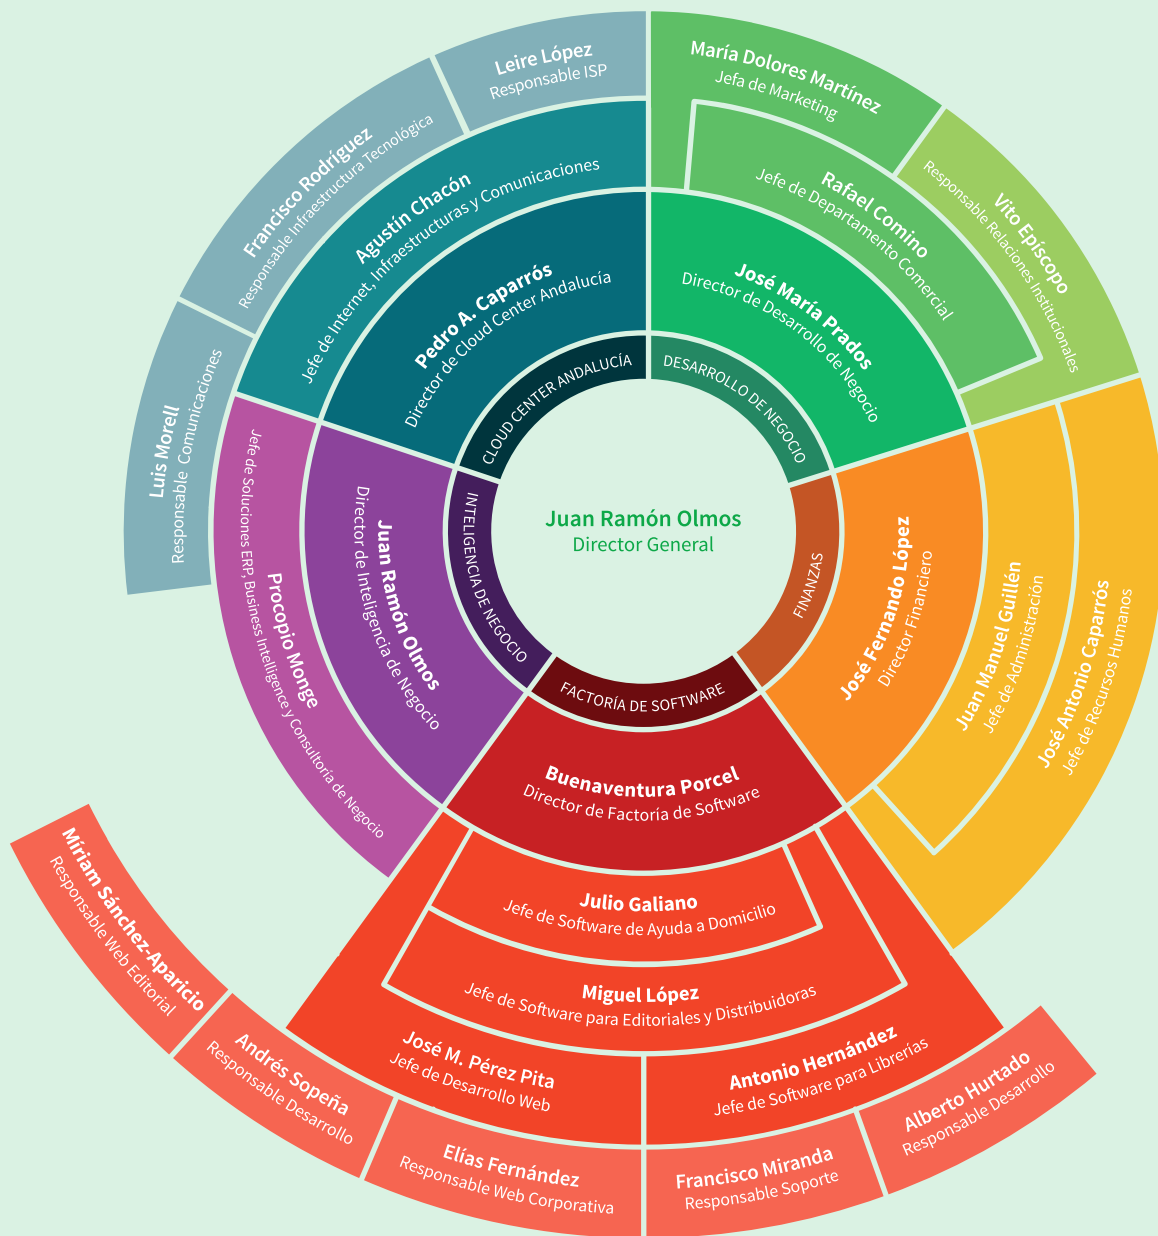 Juan Ramón Olmos
Director General
CLOUD CENTER ANDALUCÍA
Pedro A. Caparrós
Director de Cloud Center Andalucía
Agustín Chacón
Jefe de Internet, Infraestructuras y Comunicaciones
Leire López
Responsable ISP
Francisco Rodríguez
Responsable Infraestructura Tecnológica
Luis Morell
Responsable Comunicaciones
DESARROLLO DE NEGOCIO
José María Prados
Director de Desarrollo de Negocio
Rafael Comino
Jefe de Departamento Comercial
María Dolores Martínez
Jefa de Marketing
Vito Epíscopo
Responsable Relaciones Institucionales
FINANZAS
José Fernando López
Director Financiero
Juan Manuel Guillén
Jefe de Administración
José Antonio Caparrós
Jefe de Recursos Humanos
FACTORÍA DE SOFTWARE
Buenaventura Porcel
Director de Factoría de Software
Julio Galiano
Jefe de Software de Ayuda a Domicilio
Miguel López
Jefe de Software para Editoriales y Distribuidoras
José M. Pérez Pita
Jefe de Desarrollo Web
Antonio Hernández
Jefe de Software para Librerías
Míriam Sánchez-Aparicio
Responsable Web Editorial
Andrés Sopeña
Responsable Desarrollo
Elías Fernández
Responsable Web Corporativa
Francisco Miranda
Responsable Soporte
Alberto Hurtado
Responsable Desarrollo
INTELIGENCIA DE NEGOCIO
Juan Ramón Olmos
Director de Inteligencia de Negocio
Procopio Monge
Jefe de Soluciones ERP, Business Intelligence y Consultoría de Negocio